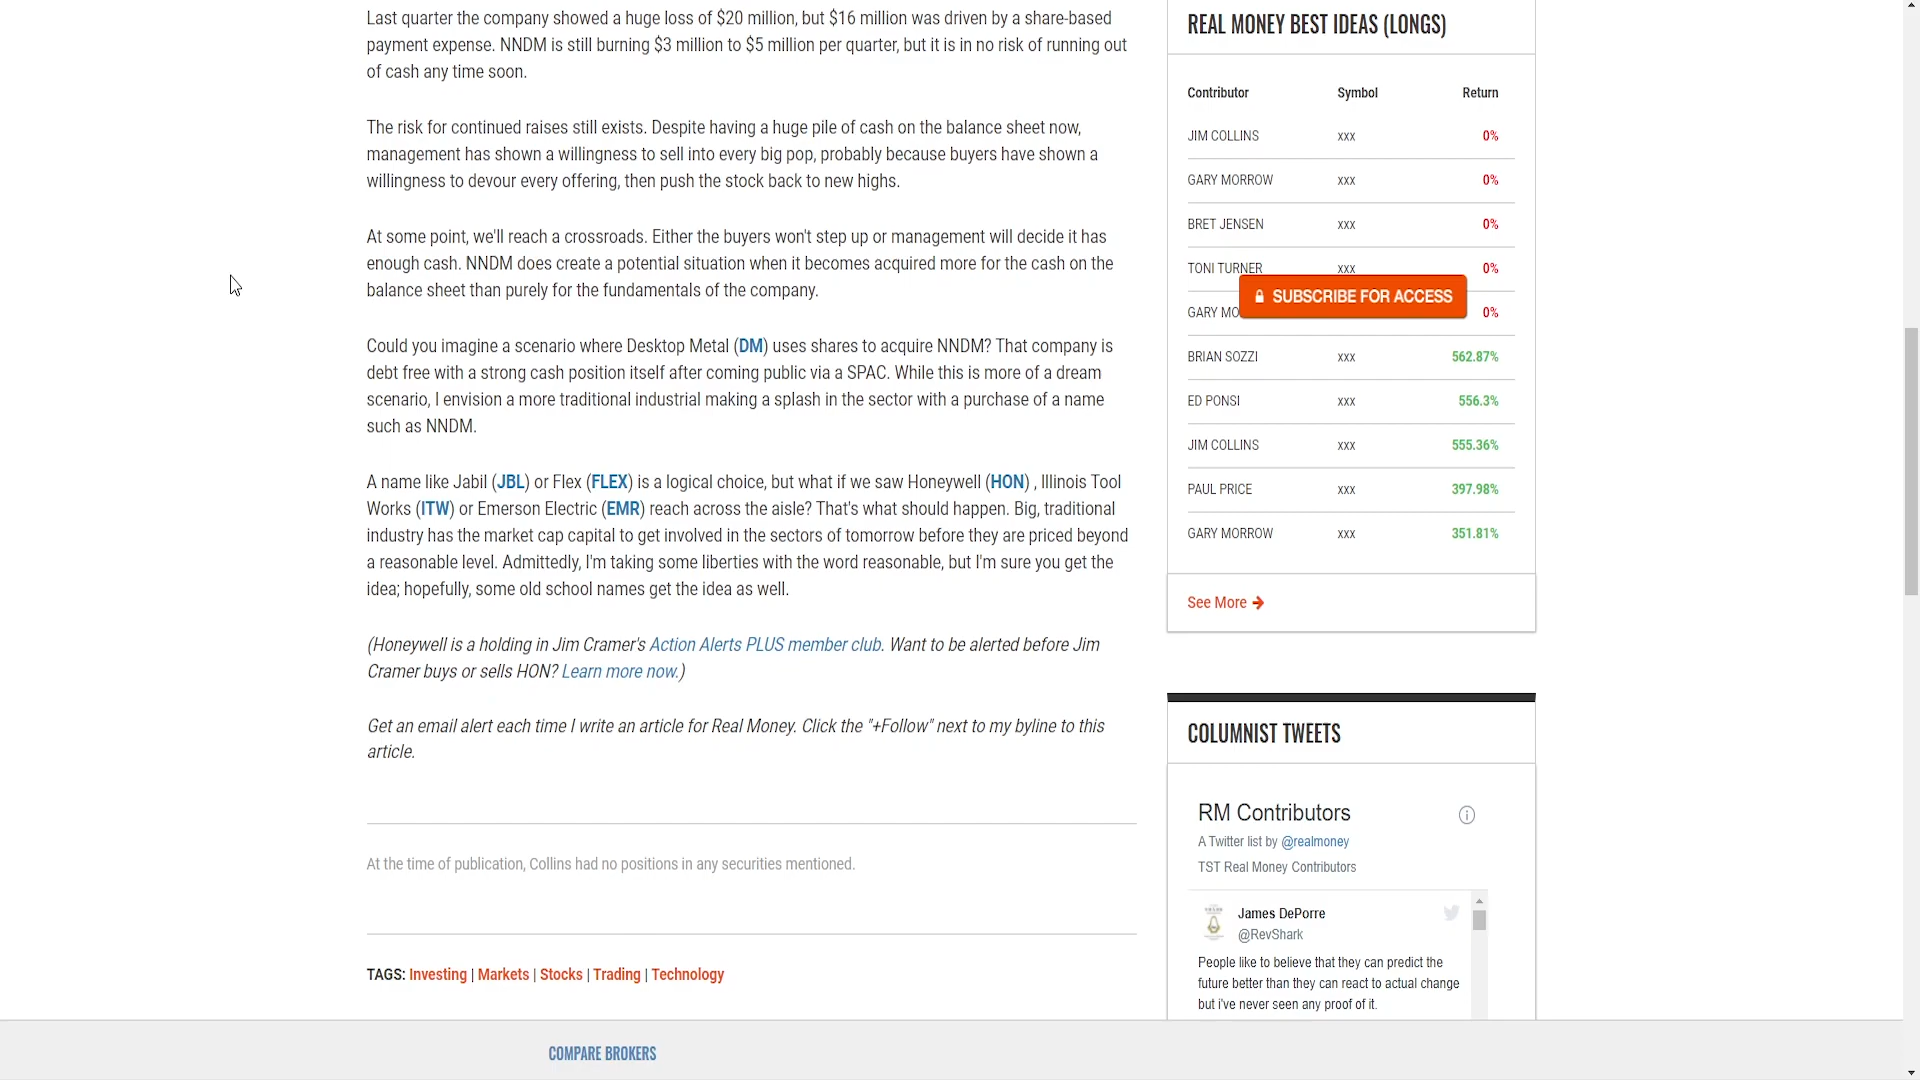 Last quarter the company showed a huge loss of $20 million, but $16 million was driven by a share-based
payment expense. NNDM is still burning $3 million to $5 million per quarter, but it is in no risk of running out
of cash any time soon.
The risk for continued raises still exists. Despite having a huge pile of cash on the balance sheet now,
management has shown a willingness to sell into every big pop, probably because buyers have shown a
willingness to devour every offering, then push the stock back to new highs.
At some point, we'll reach a crossroads. Either the buyers won't step up or management will decide it has
enough cash. NNDM does create a potential situation when it becomes acquired more for the cash on the
balance sheet than purely for the fundamentals of the company.
Could you imagine a scenario where Desktop Metal (DM) uses shares to acquire NNDM? That company is
debt free with a strong cash position itself after coming public via a SPAC. While this is more of a dream
scenario, I envision a more traditional industrial making a splash in the sector with a purchase of a name
such as NNDM.
A name like Jabil (JBL) or Flex (FLEX) is a logical choice, but what if we saw Honeywell (HON) , Illinois Tool
Works (ITW) or Emerson Electric (EMR) reach across the aisle? That's what should happen. Big, traditional
industry has the market cap capital to get involved in the sectors of tomorrow before they are priced beyond
a reasonable level. Admittedly, I'm taking some liberties with the word reasonable, but I'm sure you get the
idea; hopefully, some old school names get the idea as well.
(Honeywell is a holding in Jim Cramer's Action Alerts PLUS member club. Want to be alerted before Jim
Cramer buys or sells HON? Learn more now.)
Get an email alert each time I write an article for Real Money. Click the "+Follow" next to my byline to this
article.
At the time of publication, Collins had no positions in any securities mentioned.
TAGS: Investing | Markets | Stocks | Trading | Technology
REAL MONEY BEST IDEAS (LONGS)
Contributor Symbol Return
JIM COLLINS xxx 0%
GARY MORROW xxx 0%
BRET JENSEN xxx 0%
TONI TURNER xxx 0%
SUBSCRIBE FOR ACCESS
GARY MO 0%
BRIAN SOZZI xxx 562.87%
ED PONSI xxx 556.3%
JIM COLLINS xxx 555.36%
PAUL PRICE xxx 397.98%
GARY MORROW xxx 351.81%
See More
COLUMNIST TWEETS
RM Contributors
A Twitter list by @realmoney
TST Real Money Contributors
James DePorre
@RevShark
People like to believe that they can predict the
future better than they can react to actual change
but i've never seen any proof of it.
COMPARE BROKERS